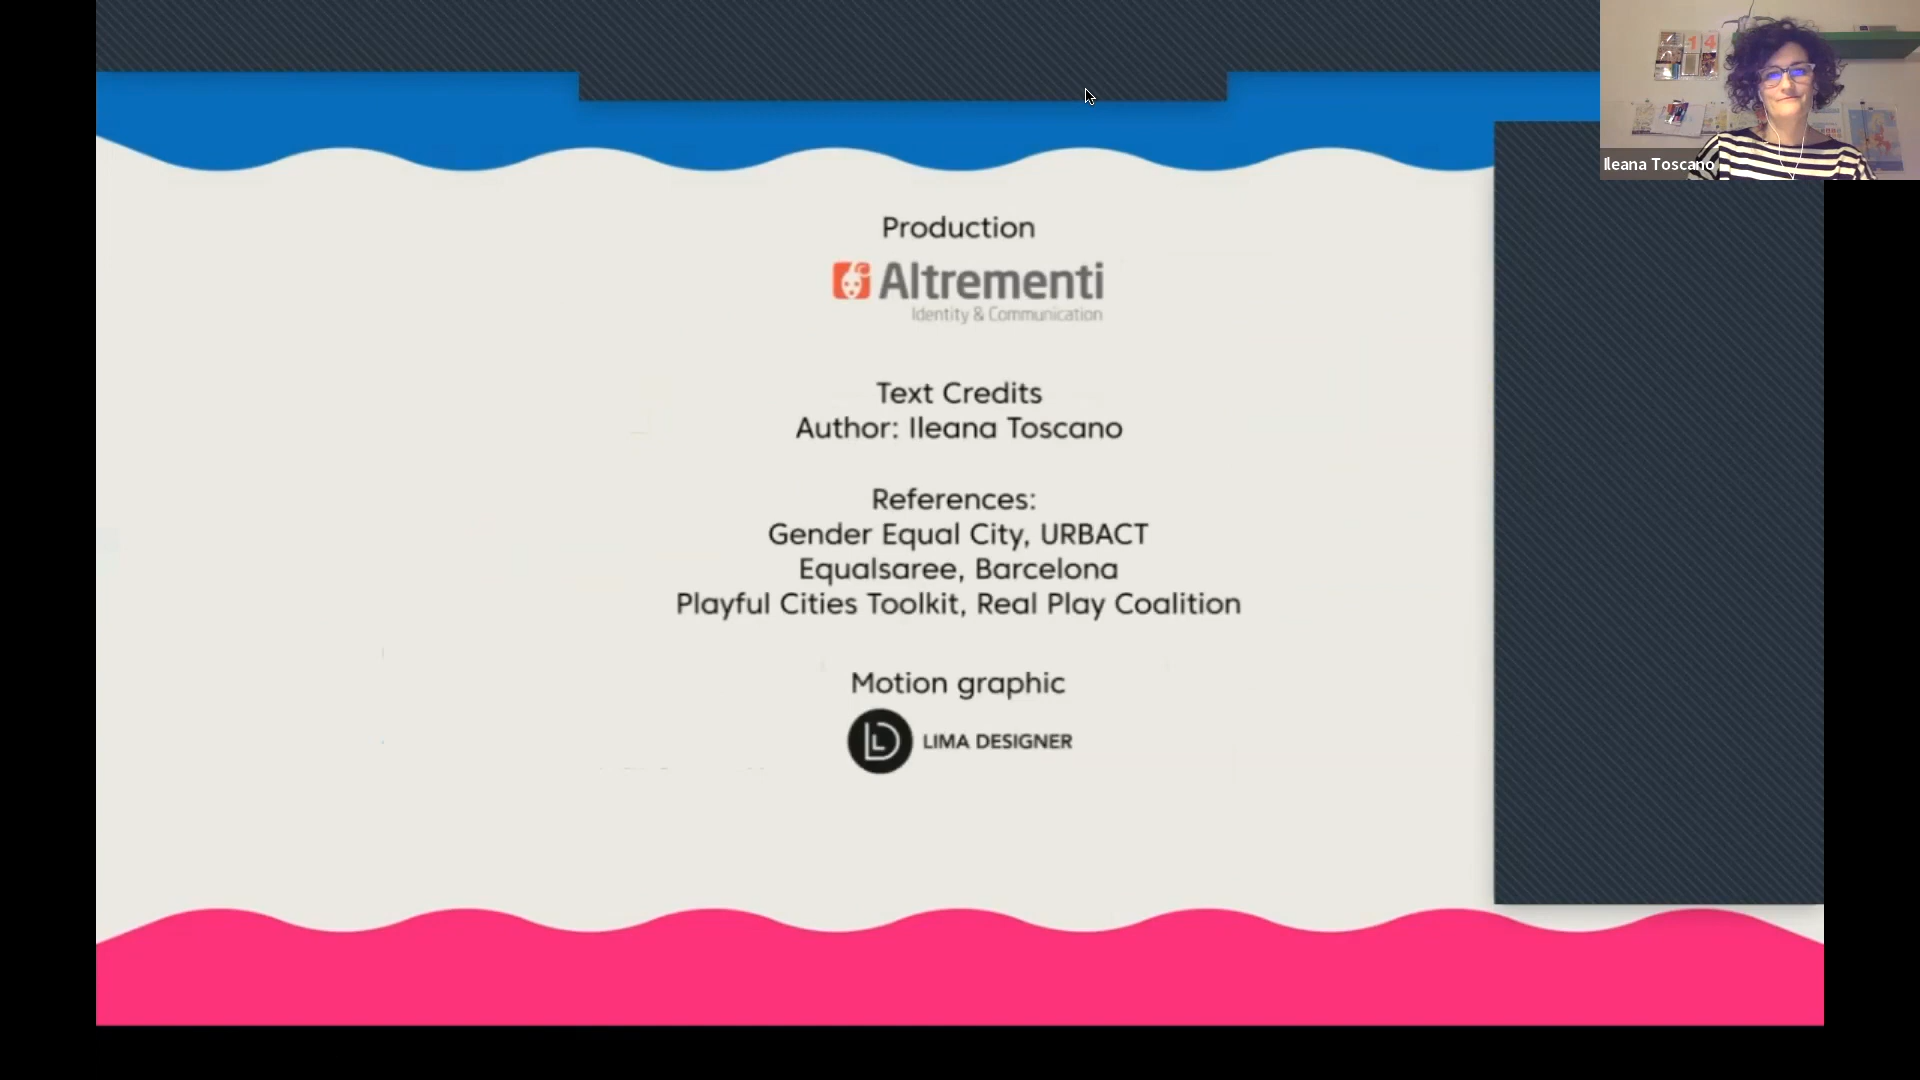 Ileana Toscano
Production
Altrementi
Identity & Communication
Text Credits
Author: Ileana Toscano
References:
Gender Equal City, URBACT
Equalsaree, Barcelona
Playful Cities Toolkit, Real Play Coalition
Motion graphic
LIMA DESIGNER